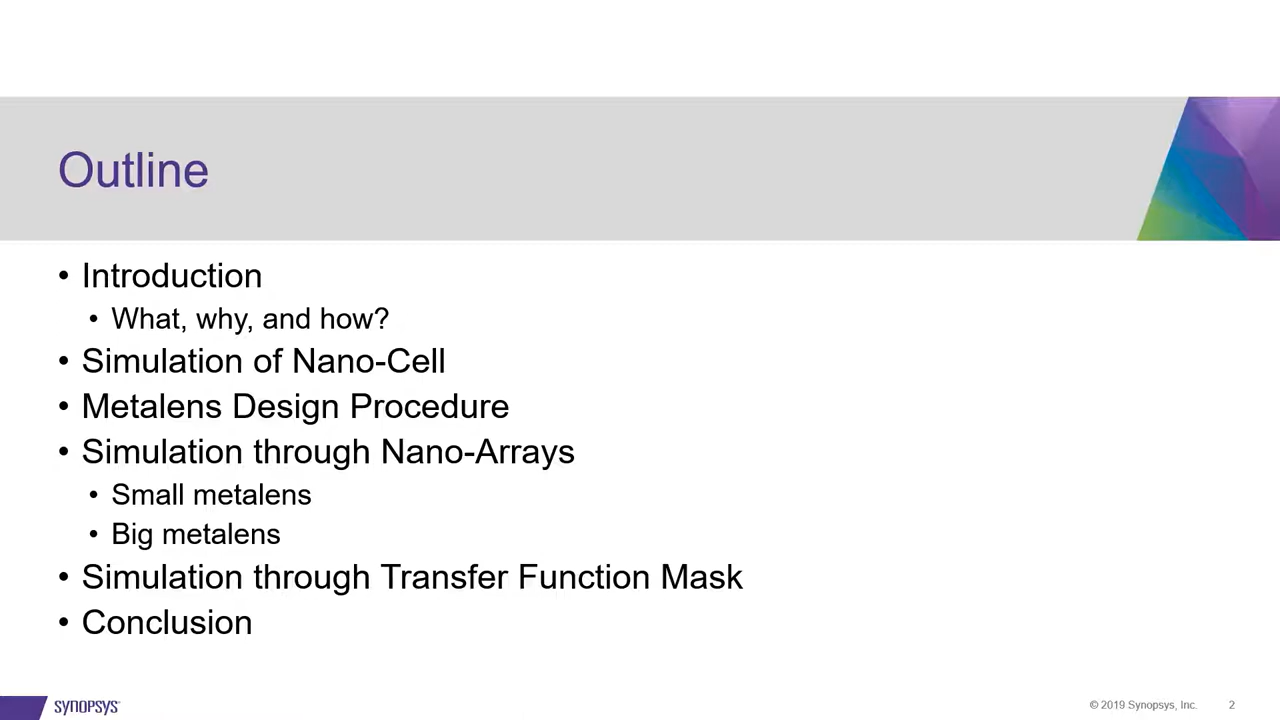 Outline
• Introduction
• What, why, and how?
• Simulation of Nano-Cell
• Metalens Design Procedure
• Simulation through Nano-Arrays
• Small metalens
• Big metalens
• Simulation through Transfer Function Mask
• Conclusion
SYNOPSYS
© 2019 Synopsys, Inc. 2